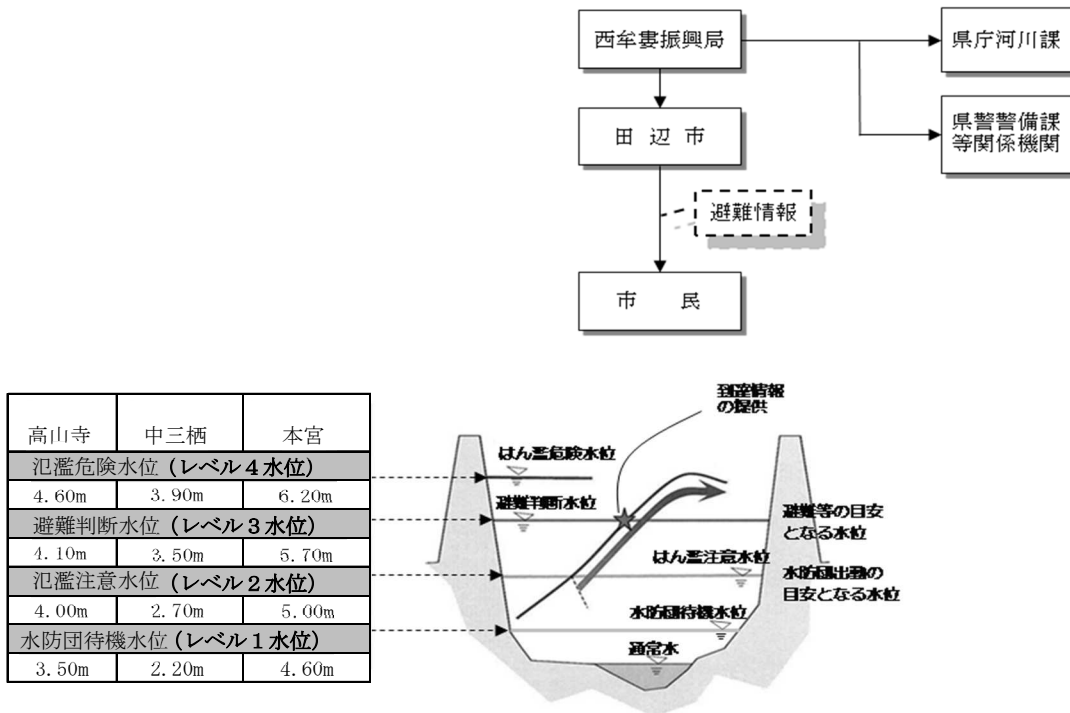 西牟婁振興局
県庁河川課
県警警備課
等関係機関
田辺市
避難情報
市　民
高山寺 中三栖 本宮
氾濫危険水位（レベル４水位）
4.60m 3.90m 6.20m
避難判断水位（レベル３水位）
4.10m 3.50m 5.70m
氾濫注意水位（レベル２水位）
4.00m 2.70m 5.00m
水防団待機水位（レベル１水位）
3.50m 2.20m 4.60m
到達情報
の提供
はん濫危険水位
避難判断水位
避難等の目安
となる水位
はん濫注意水位
水防団出動の
目安となる水位
水防団待機水位
通常水